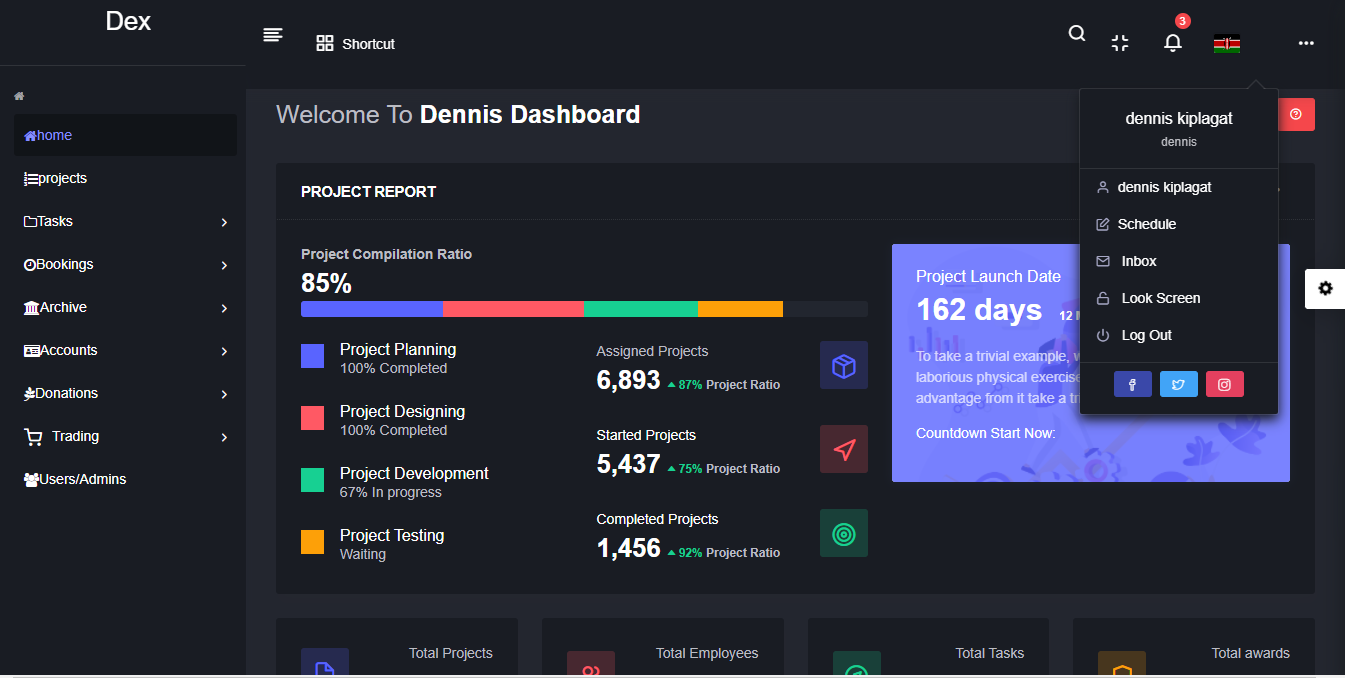 Dex
Shortcut
3
home
projects
Tasks
Bookings
Archive
Accounts
Donations
Trading
Users/Admins
Welcome To Dennis Dashboard
dennis kiplagat
dennis
dennis kiplagat
Schedule
Inbox
Look Screen
Log Out
PROJECT REPORT
Project Compilation Ratio
85%
Project Planning
100% Completed
Project Designing
100% Completed
Project Development
67% In progress
Project Testing
Waiting
Assigned Projects
6,893 87% Project Ratio
Started Projects
5,437 75% Project Ratio
Completed Projects
1,456 92% Project Ratio
Project Launch Date
162 days 12
To take a trivial example,
laborious physical exercise
advantage from it take a
Countdown Start Now:
Total Projects
Total Employees
Total Tasks
Total awards